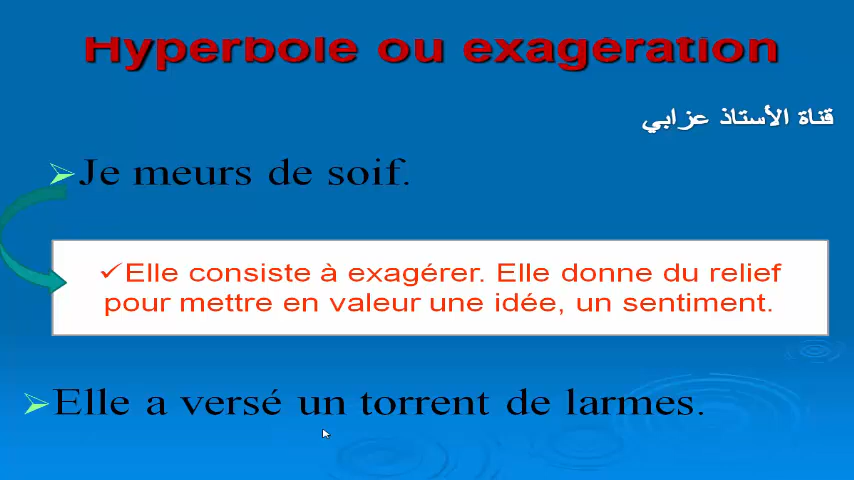 Hyperbole ou exagération
قناة الأستاذ عزابي
Je meurs de soif.
Elle consiste à exagérer. Elle donne du relief
pour mettre en valeur une idée, un sentiment.
Elle a versé un torrent de larmes.